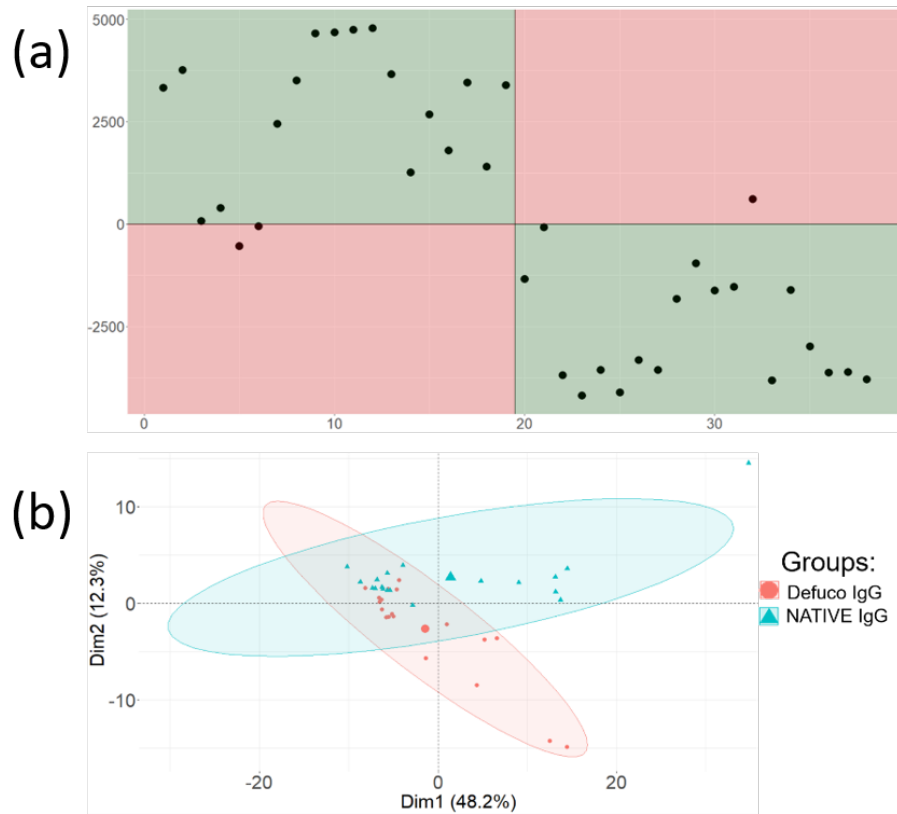 (a)
5000
2500
0
-2500
0
10
20
30
(b)
10
0
-10
Dim2 (12.3%)
-20
0
20
Dim1 (48.2%)
Groups:
Defuco IgG
NATIVE IgG